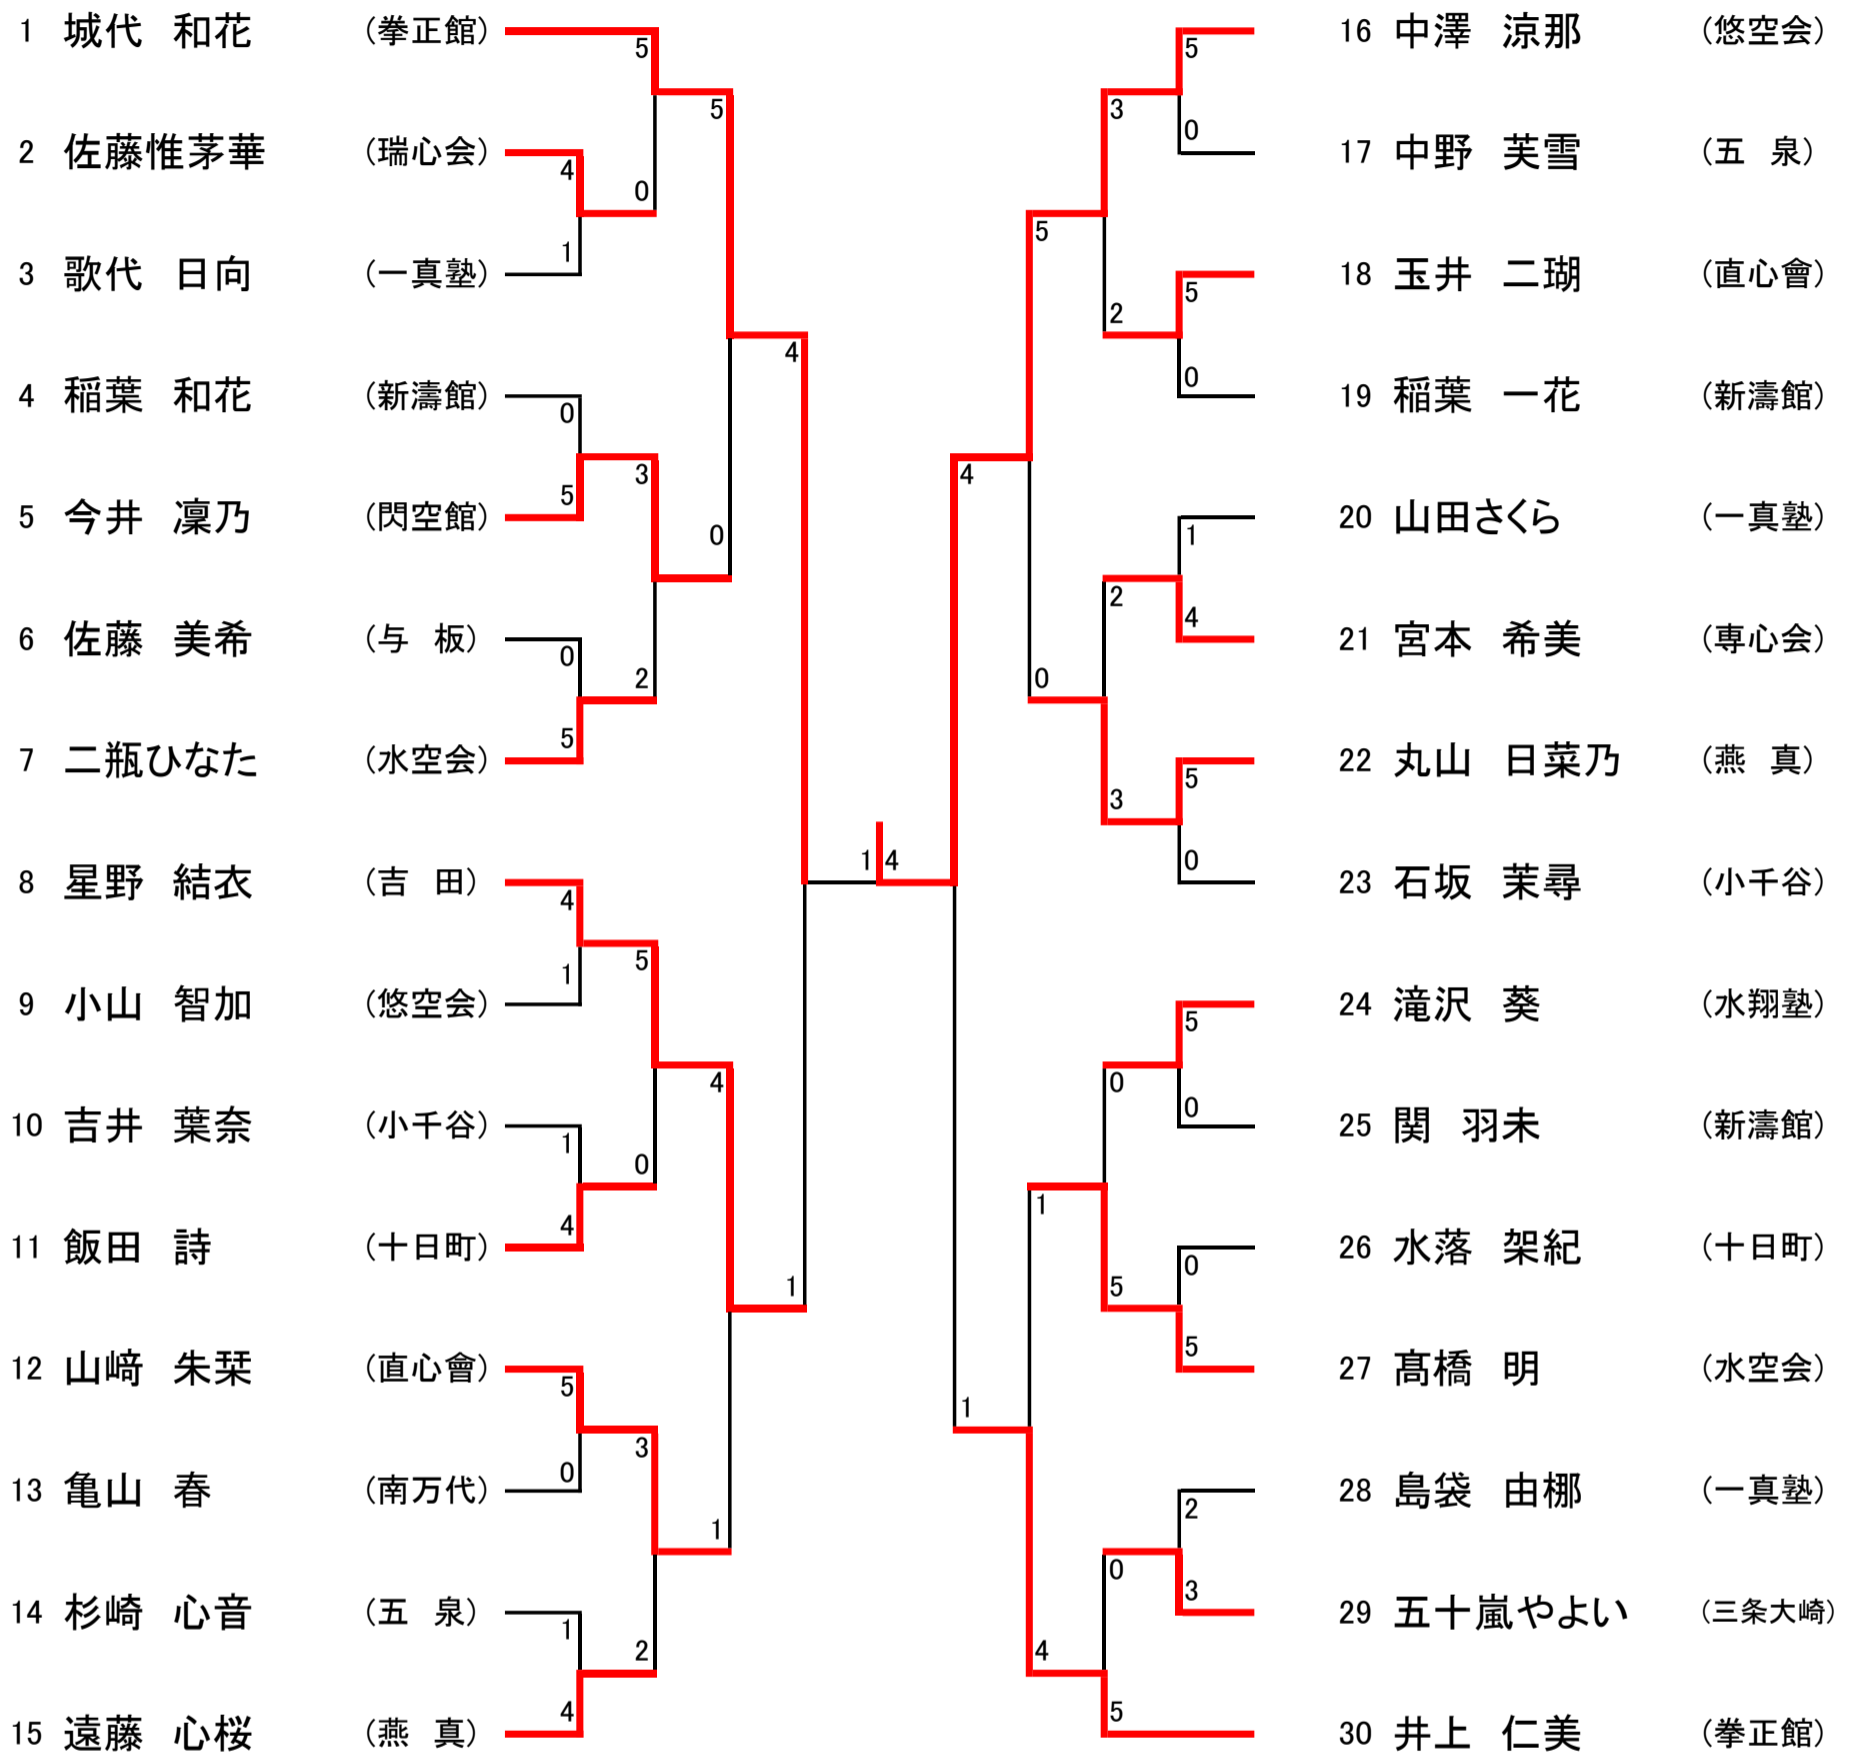 1 城代 和花 (拳正館)
5
5
2 佐藤惟茅華 (瑞心会)
4
0
1
3 歌代 日向 (一真塾)
4
4 稲葉 和花 (新濤館)
0
3
5
5 今井 凜乃 (閃空館)
0
6 佐藤 美希 (与 板)
0
2
5
7 二瓶ひなた (水空会)
1 4
8 星野 結衣 (吉 田)
4
5
1
9 小山 智加 (悠空会)
4
10 吉井 葉奈 (小千谷)
1
0
4
11 飯田 詩 (十日町)
1
12 山﨑 朱栞 (直心會)
5
3
0
13 亀山 春 (南万代)
1
14 杉崎 心音 (五 泉)
1
2
4
15 遠藤 心桜 (燕 真)
16 中澤 涼那 (悠空会)
5
3
0
17 中野 芙雪 (五 泉)
5
18 玉井 二瑚 (直心會)
5
2
0
19 稲葉 一花 (新濤館)
4
20 山田さくら (一真塾)
1
2
4
21 宮本 希美 (専心会)
0
22 丸山 日菜乃 (燕 真)
5
3
0
23 石坂 茉尋 (小千谷)
24 滝沢 葵 (水翔塾)
5
0
0
25 関 羽未 (新濤館)
1
26 水落 架紀 (十日町)
0
5
5
27 髙橋 明 (水空会)
1
28 島袋 由梛 (一真塾)
2
0
3
29 五十嵐やよい (三条大崎)
4
5
30 井上 仁美 (拳正館)